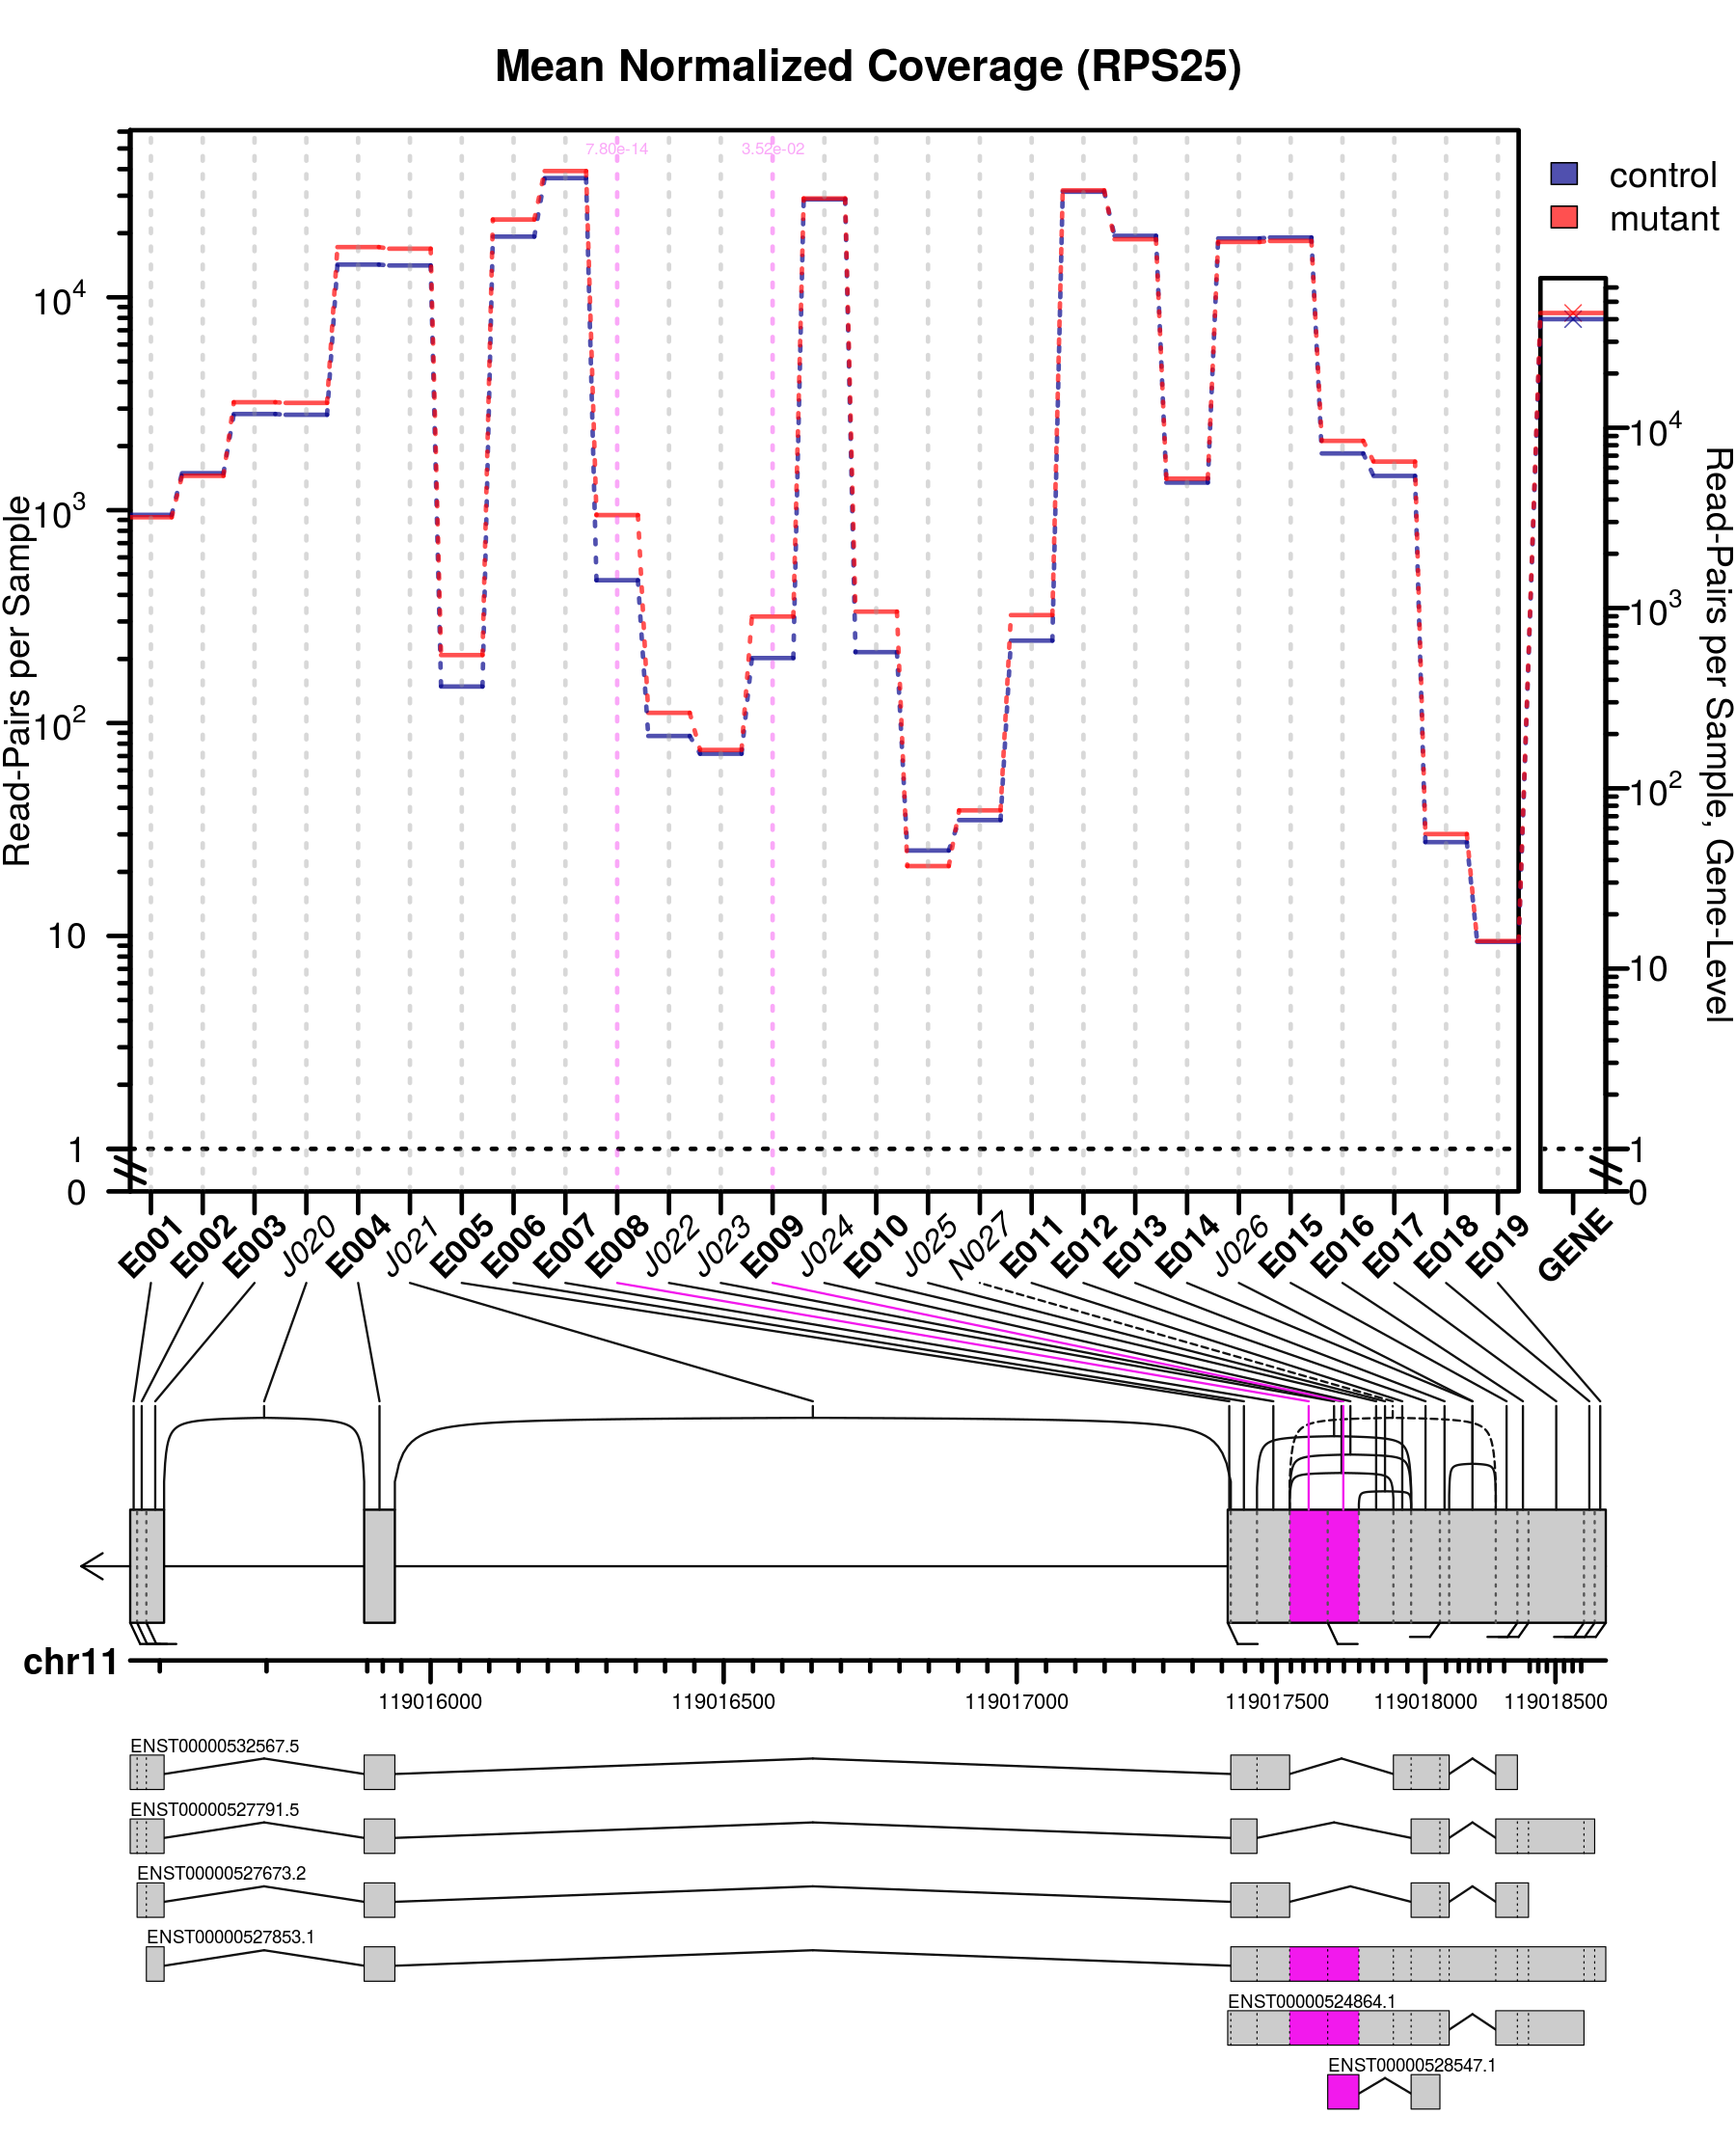 Mean Normalized Coverage (RPS25)
7.80e-14 3.52e-02
control
mutant
Read-Pairs per Sample
10^4
10^3
10^2
10
1
0
Read-Pairs per Sample, Gene-Level
10^4
10^3
10^2
10
1
0
E001 E002 E003 J020 E004 J021 E005 E006 E007 E008 J022 J023 E009 J024 E010 J025 N027 E011 E012 E013 E014 J026 E015 E016 E017 E018 E019 GENE
chr11
119016000 119016500 119017000 119017500 119018000 119018500
ENST00000532567.5
ENST00000527791.5
ENST00000527673.2
ENST00000527853.1
ENST00000524864.1
ENST00000528547.1